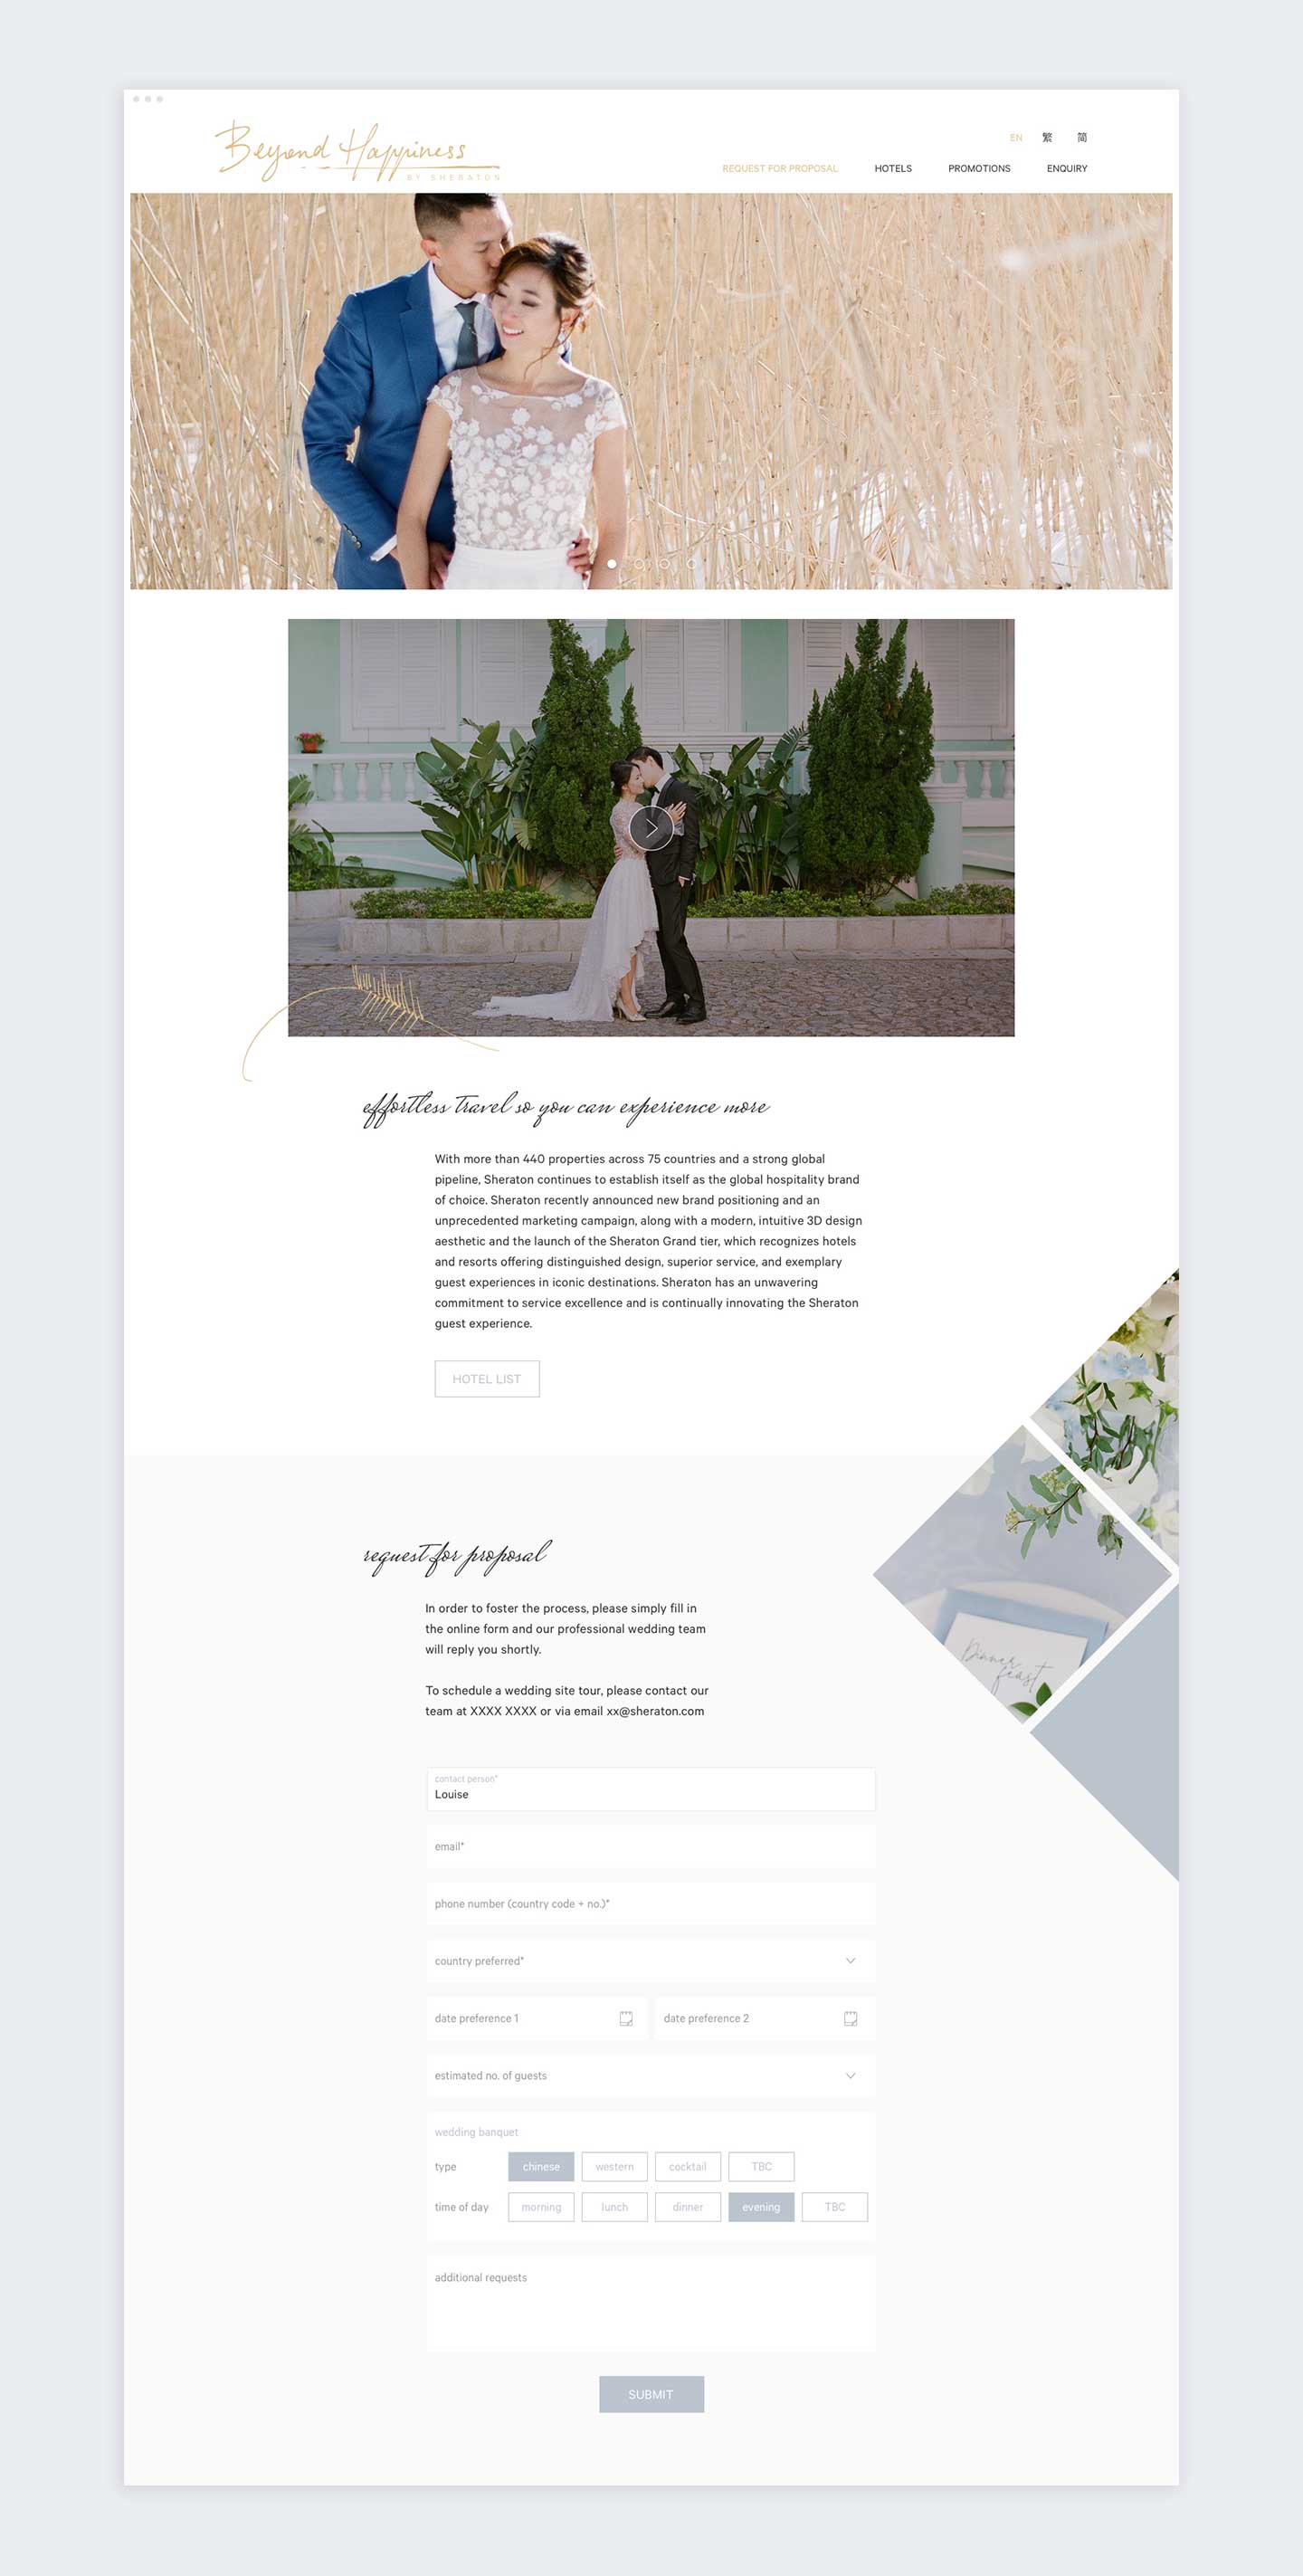 Beyond Happiness
BY SHERATON
EN 繁 简
REQUEST FOR PROPOSAL HOTELS PROMOTIONS ENQUIRY
effortless travel so you can experience more
With more than 440 properties across 75 countries and a strong global
pipeline, Sheraton continues to establish itself as the global hospitality brand
of choice. Sheraton recently announced new brand positioning and an
unprecedented marketing campaign, along with a modern, intuitive 3D design
aesthetic and the launch of the Sheraton Grand tier, which recognizes hotels
and resorts offering distinguished design, superior service, and exemplary
guest experiences in iconic destinations. Sheraton has an unwavering
commitment to service excellence and is continually innovating the Sheraton
guest experience.
HOTEL LIST
request for proposal
In order to foster the process, please simply fill in
the online form and our professional wedding team
will reply you shortly.
To schedule a wedding site tour, please contact our
team at XXXX XXXX or via email xx@sheraton.com
Dinner
feast
contact person*
Louise
email*
phone number (country code + no.)*
country preferred*
date preference 1 date preference 2
estimated no. of guests
wedding banquet
type chinese western cocktail TBC
time of day morning lunch dinner evening TBC
additional requests
SUBMIT